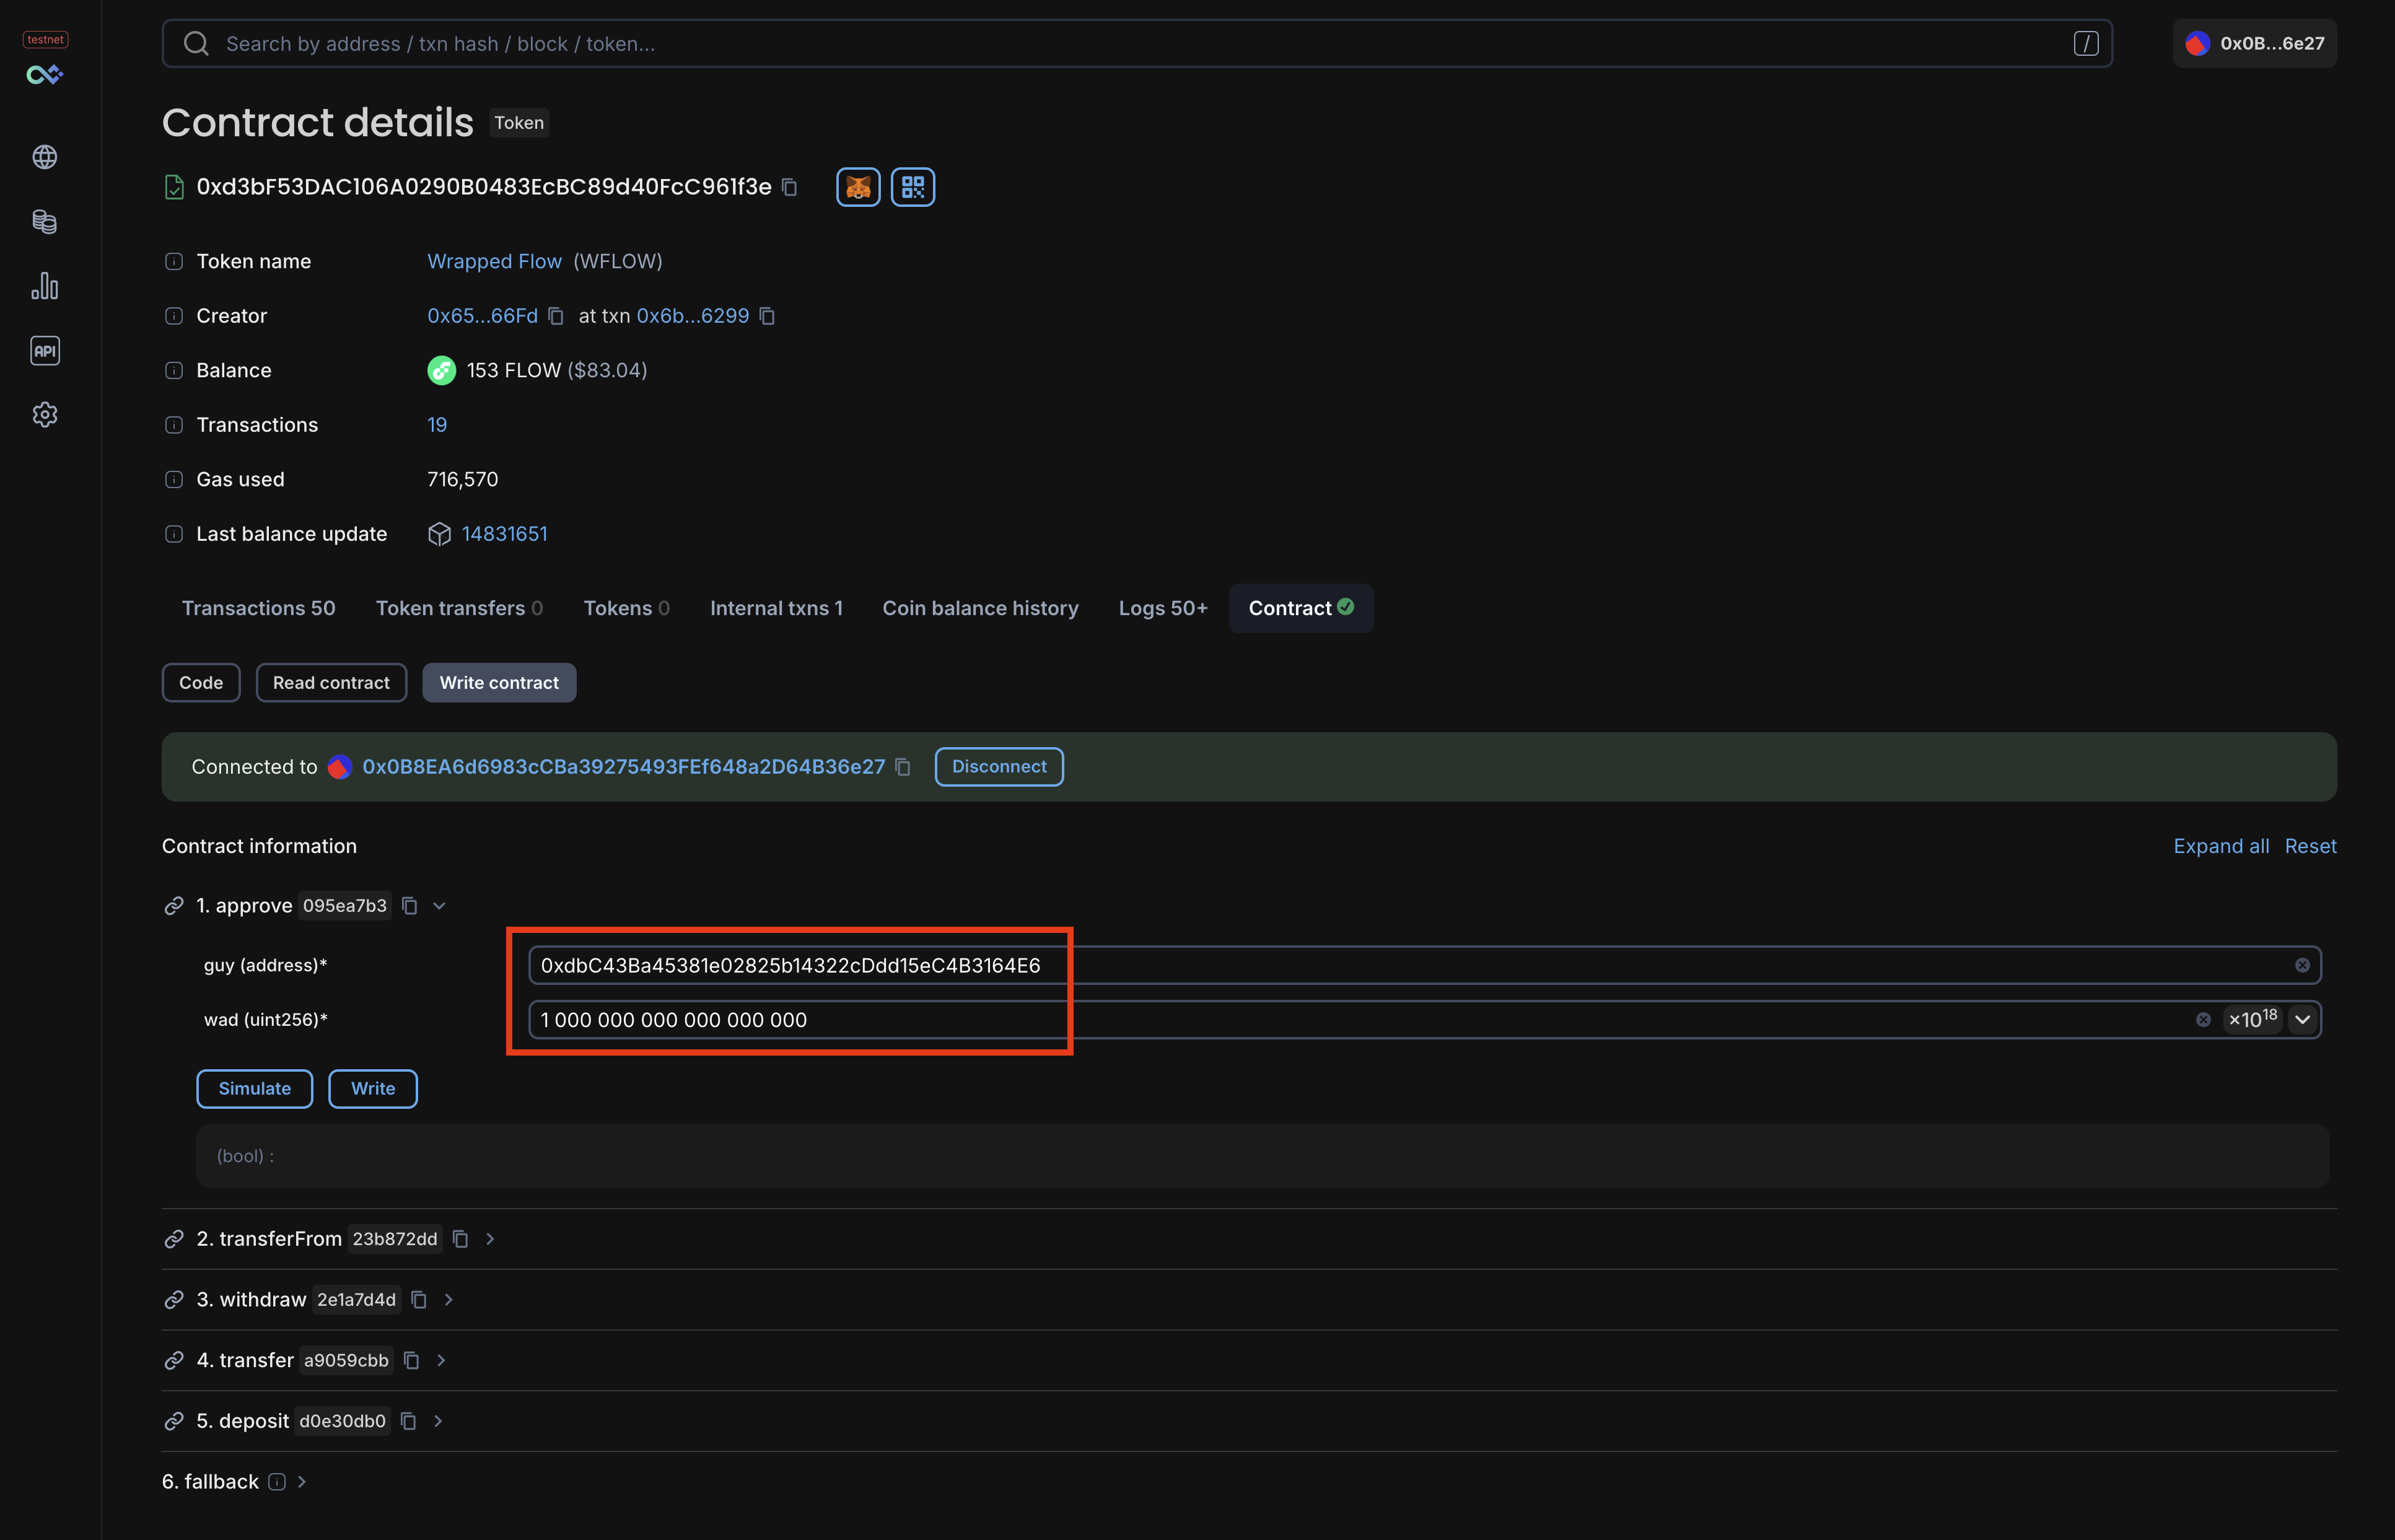 testnet
Search by address / txn hash / block / token...
/
0x0B...6e27
Contract details Token
0xd3bF53DAC106A0290B0483EcBC89d40FcC961f3e
Token name Wrapped Flow (WFLOW)
Creator 0x65...66Fd at txn 0x6b...6299
Balance 153 FLOW ($83.04)
API
Transactions 19
Gas used 716,570
Last balance update 14831651
Transactions 50 Token transfers 0 Tokens 0 Internal txns 1 Coin balance history Logs 50+ Contract
Code Read contract Write contract
Connected to 0x0B8EA6d6983cCBa39275493FEf648a2D64B36e27 Disconnect
Contract information Expand all Reset
1. approve 095ea7b3
guy (address)* 0xdbC43Ba45381e02825b14322cDdd15eC4B3164E6
wad (uint256)* 1 000 000 000 000 000 000 ×10¹⁸
Simulate Write
(bool) :
2. transferFrom 23b872dd
3. withdraw 2e1a7d4d
4. transfer a9059cbb
5. deposit d0e30db0
6. fallback